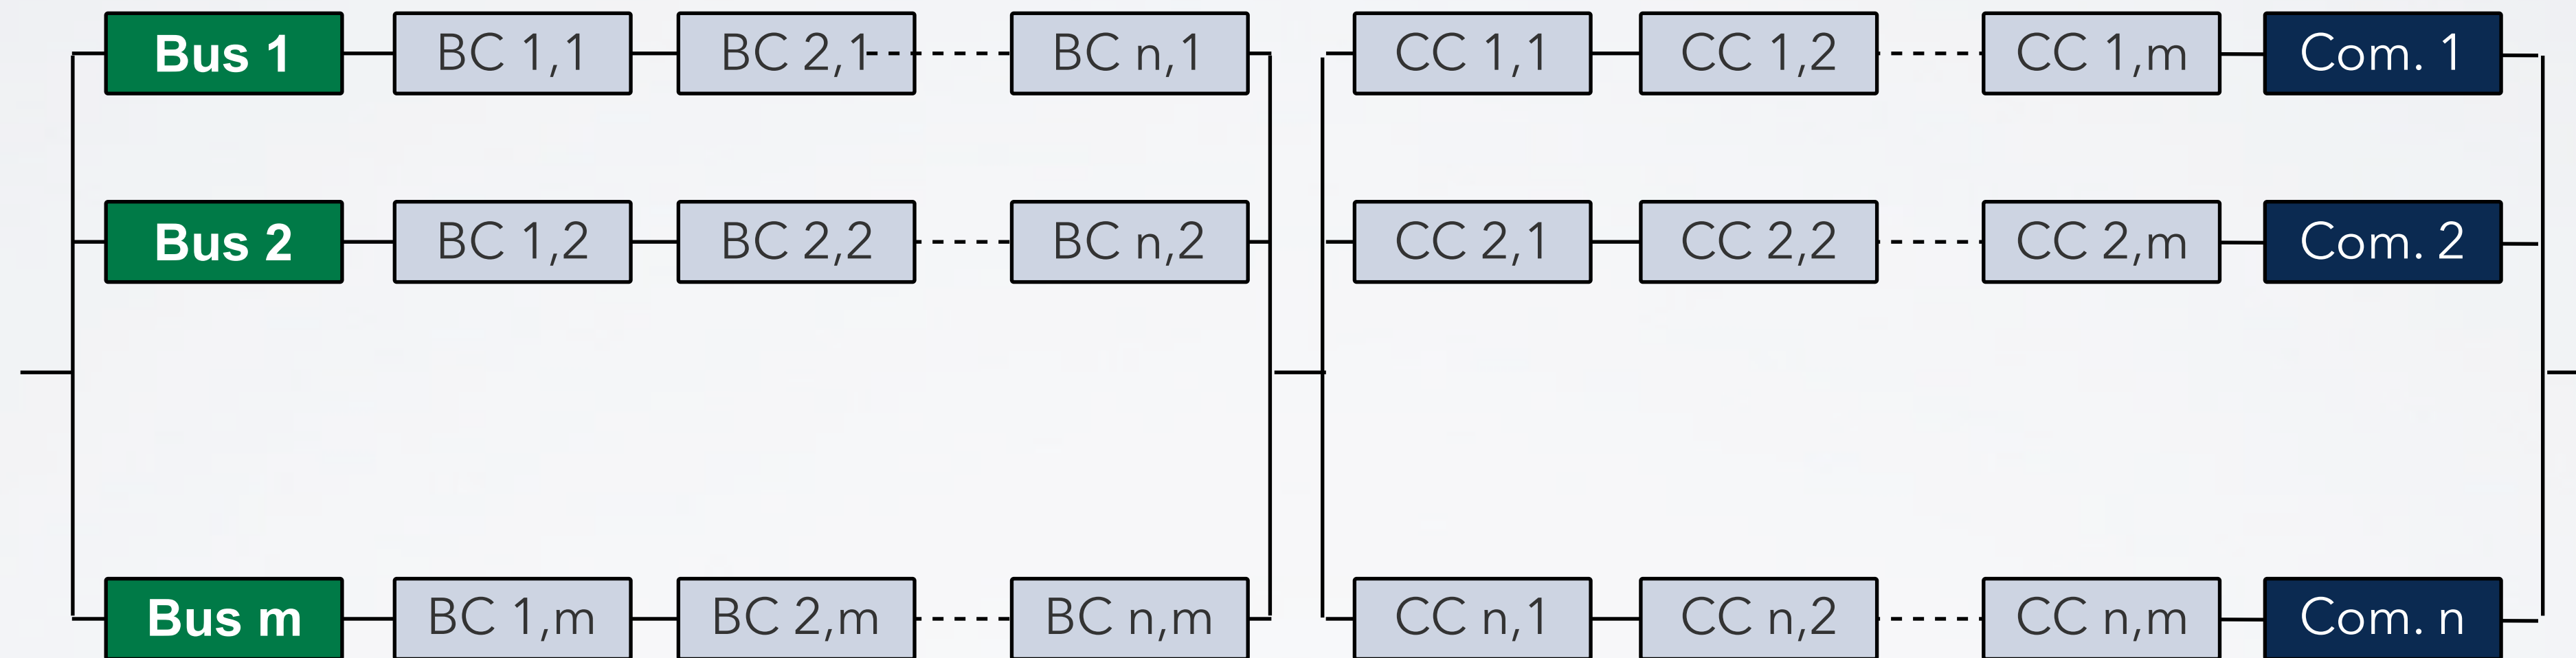 Bus 1 BC 1,1 BC 2,1 BC n,1 CC 1,1 CC 1,2 CC 1,m Com. 1
Bus 2 BC 1,2 BC 2,2 BC n,2 CC 2,1 CC 2,2 CC 2,m Com. 2
Bus m BC 1,m BC 2,m BC n,m CC n,1 CC n,2 CC n,m Com. n